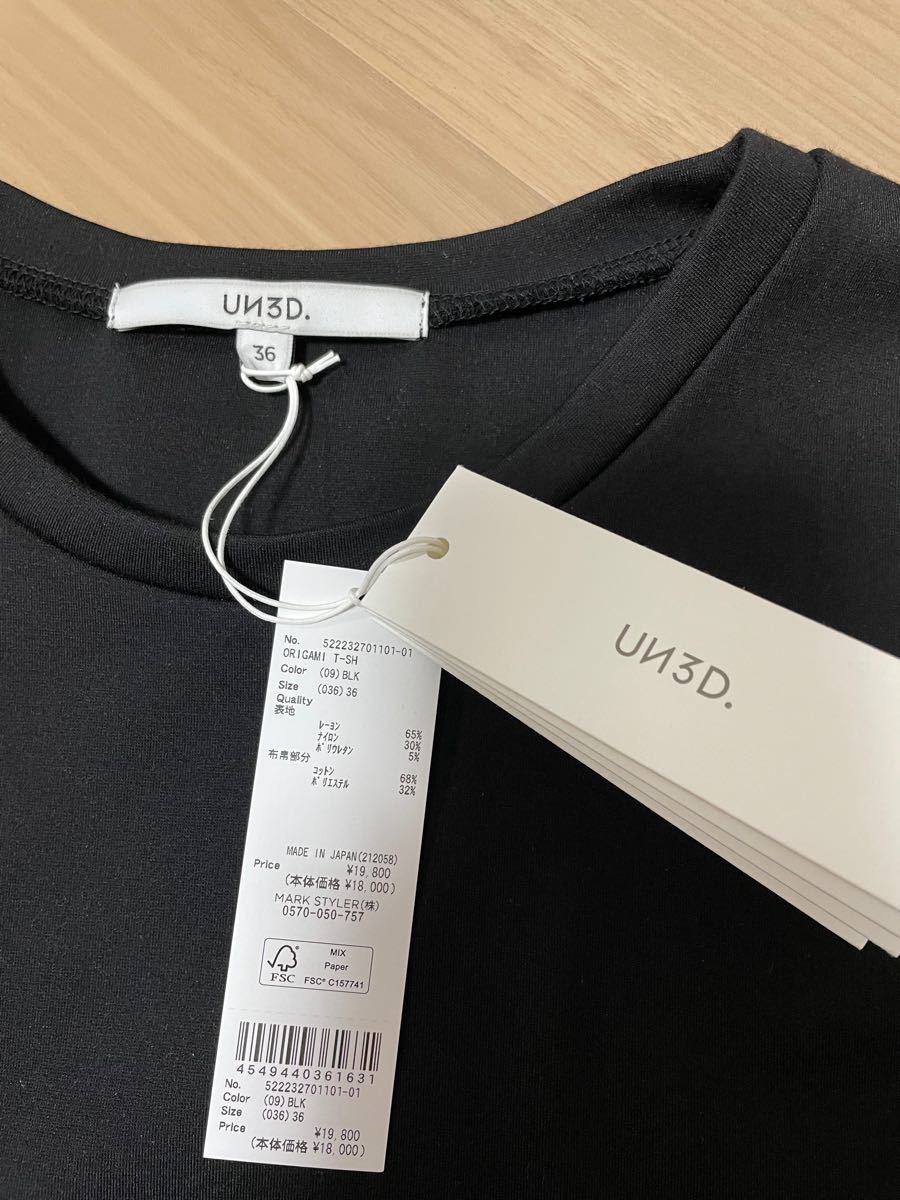 UИ3D.
36
UИ3D.
No. 522232701101-01
ORIGAMI T-SH
Color (09)BLK
Size (036)36
Quality
表地
レーヨン 65%
ナイロン 30%
ポリウレタン 5%
布帛部分
コットン 68%
ポリエステル 32%
MADE IN JAPAN(212058)
Price ¥19,800
(本体価格 ¥18,000)
MARK STYLER(株)
0570-050-757
FSC
MIX
Paper
FSC® C157741
4549440361631
No. 522232701101-01
Color (09)BLK
Size (036)36
Price ¥19,800
(本体価格 ¥18,000)